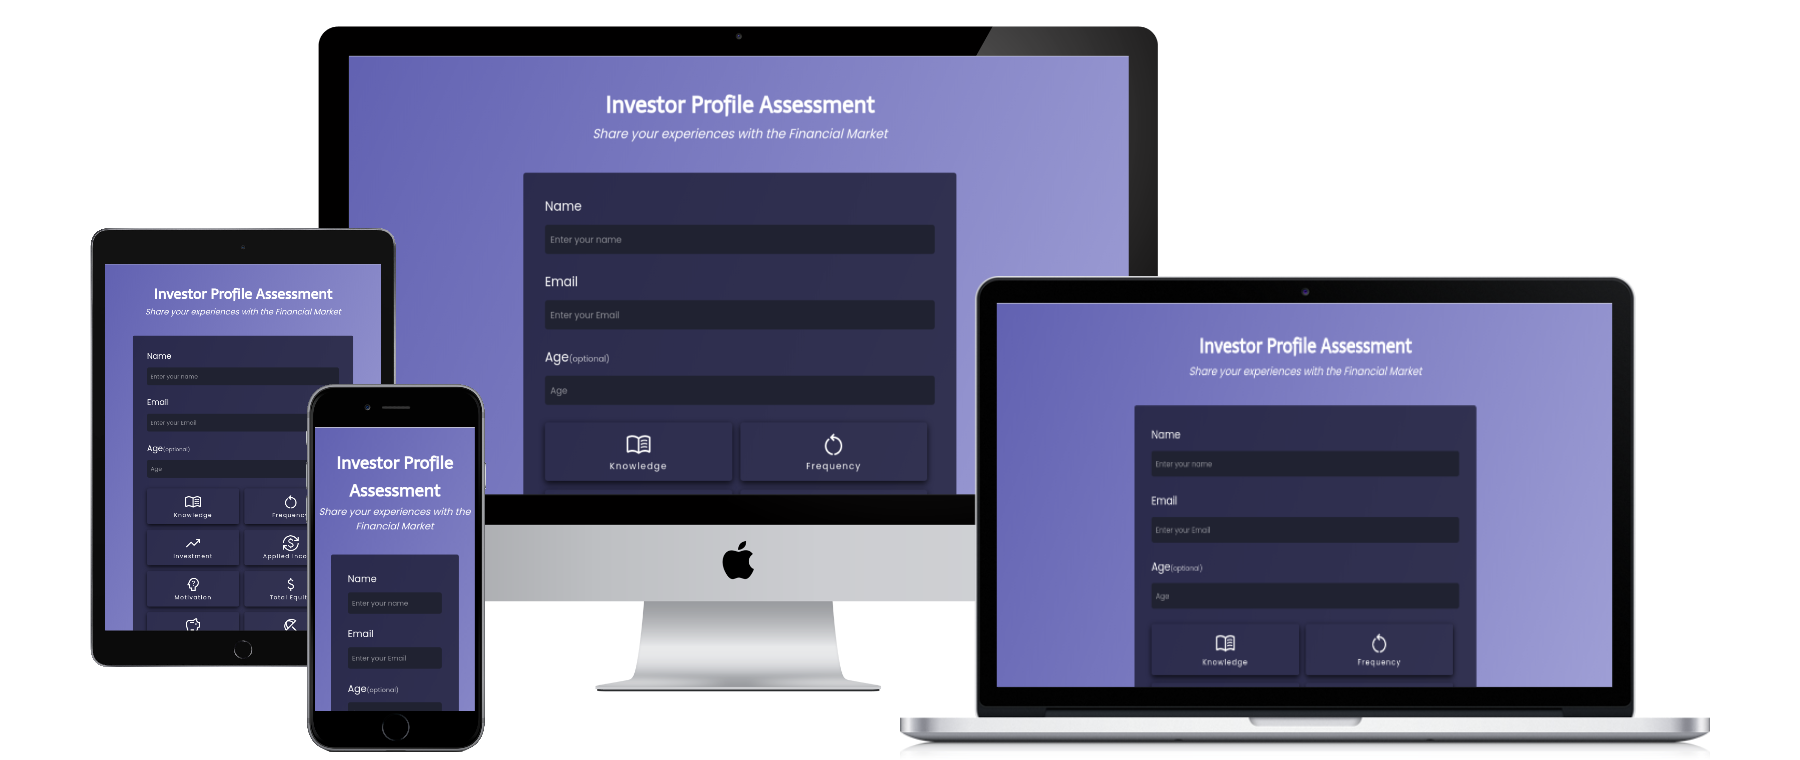 Investor Profile Assessment
Share your experiences with the Financial Market
Name
Enter your name
Email
Enter your Email
Age(optional)
Age
Knowledge
Frequency
Investor Profile Assessment
Share your experiences with the Financial Market
Name
Enter your name
Email
Enter your Email
Age(optional)
Age
Knowledge
Frequency
Investment
Applied Inco
Motivation
Total Equit
Investor Profile
Assessment
Share your experiences with the
Financial Market
Name
Enter your name
Email
Enter your Email
Age(optional)
Investor Profile Assessment
Share your experiences with the Financial Market
Name
Enter your name
Email
Enter your Email
Age(optional)
Age
Knowledge
Frequency